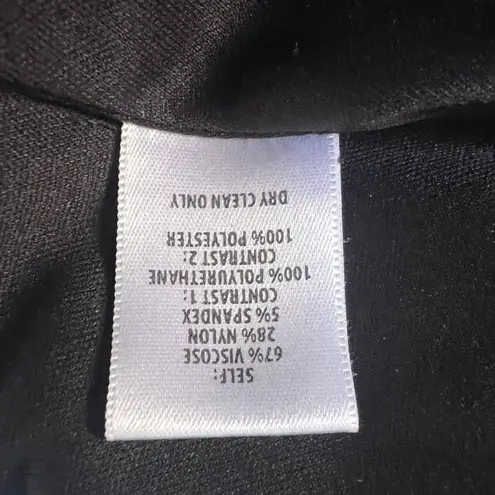 SELF:
67% VISCOSE
28% NYLON
5% SPANDEX
CONTRAST 1:
100% POLYURETHANE
CONTRAST 2:
100% POLYESTER
DRY CLEAN ONLY